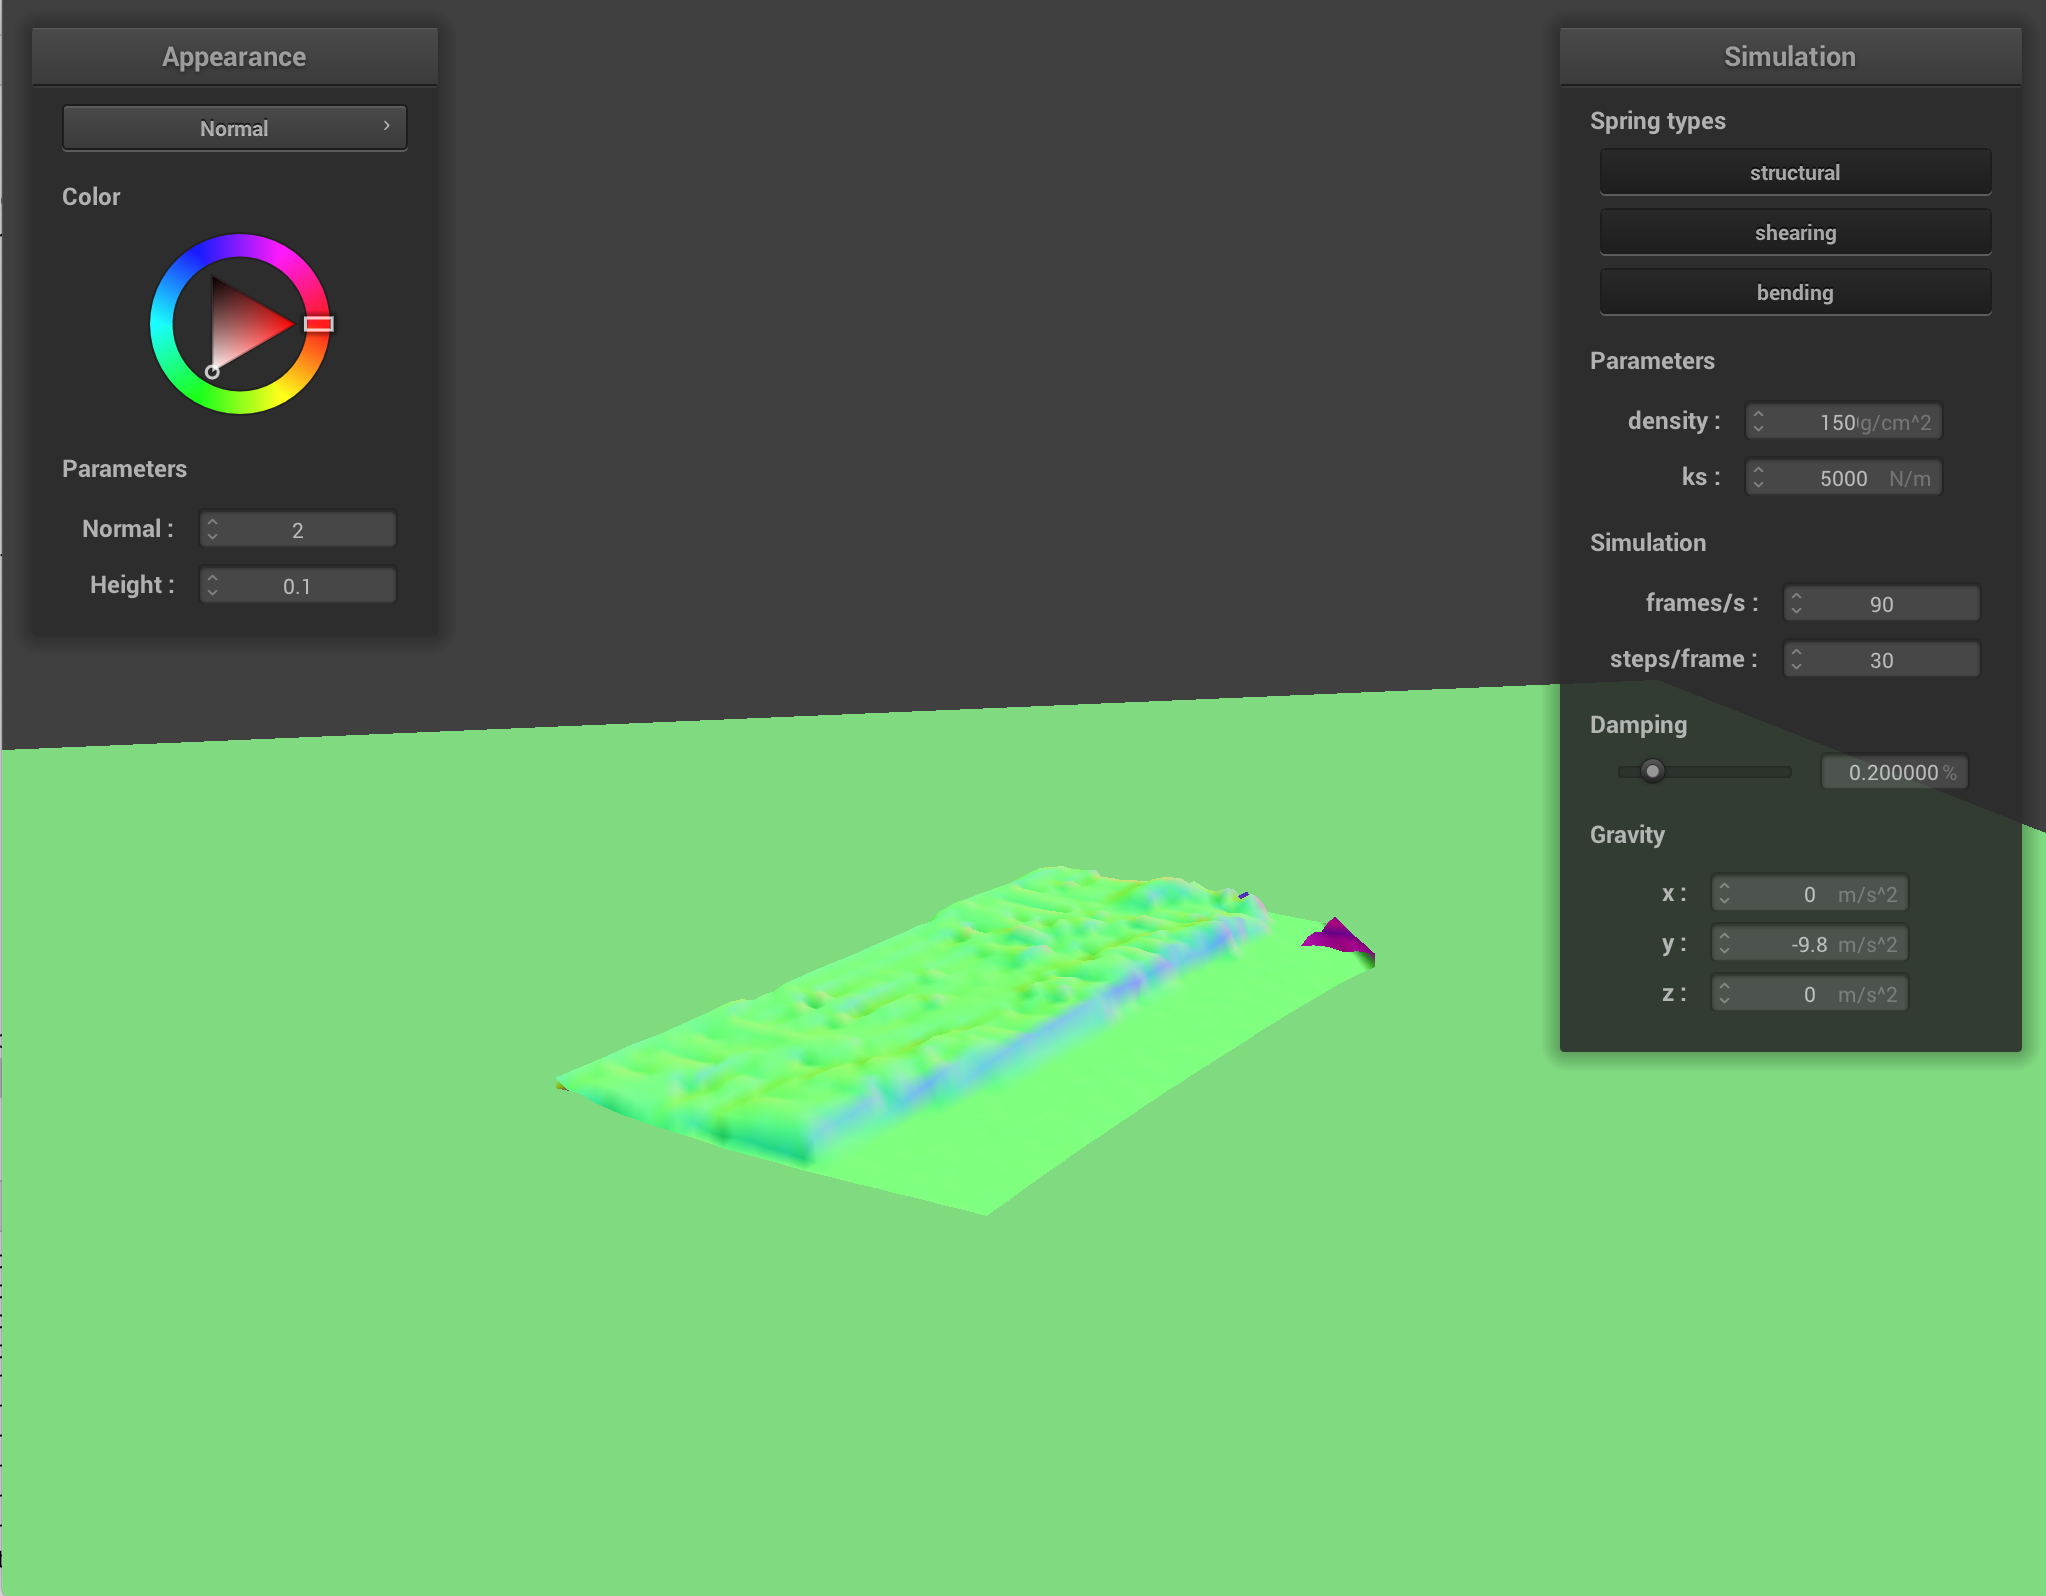 Appearance
Normal
Color
Parameters
Normal : 2
Height : 0.1
Simulation
Spring types
structural
shearing
bending
Parameters
density : 150 g/cm^2
ks : 5000 N/m
Simulation
frames/s : 90
steps/frame : 30
Damping
0.200000 %
Gravity
x : 0 m/s^2
y : -9.8 m/s^2
z : 0 m/s^2